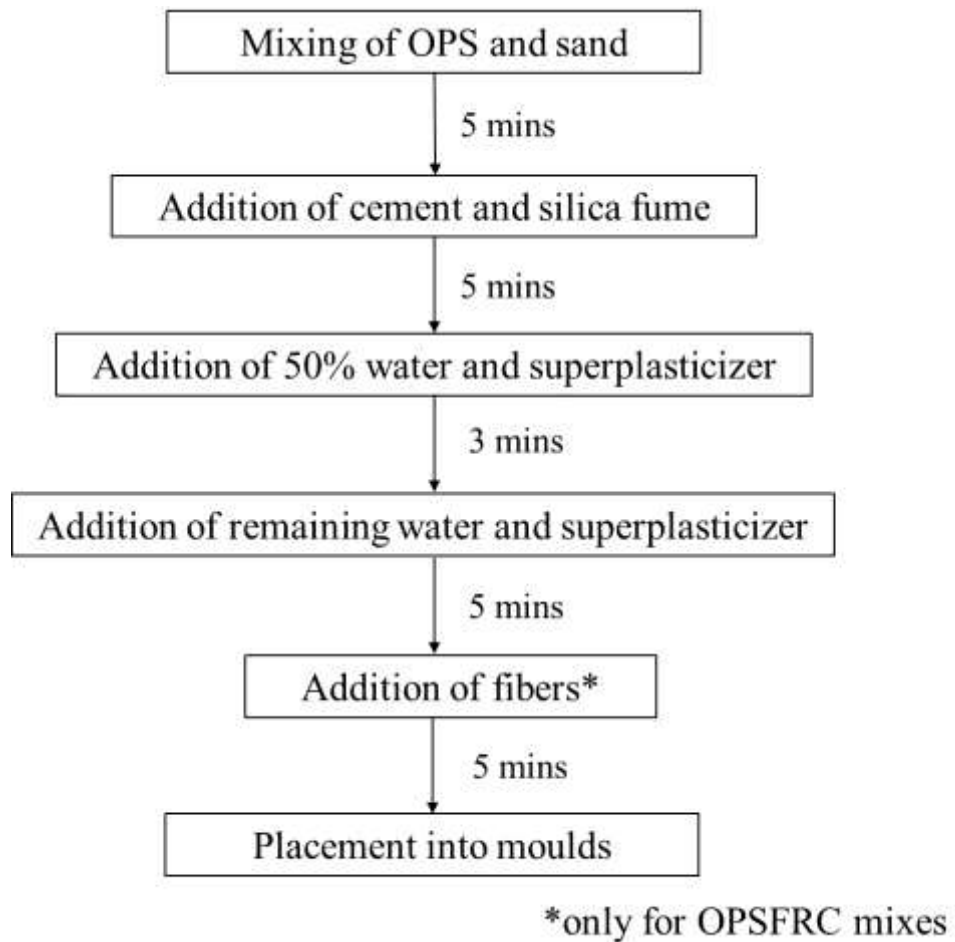 Mixing of OPS and sand
5 mins
Addition of cement and silica fume
5 mins
Addition of 50% water and superplasticizer
3 mins
Addition of remaining water and superplasticizer
5 mins
Addition of fibers*
5 mins
Placement into moulds
*only for OPSFRC mixes